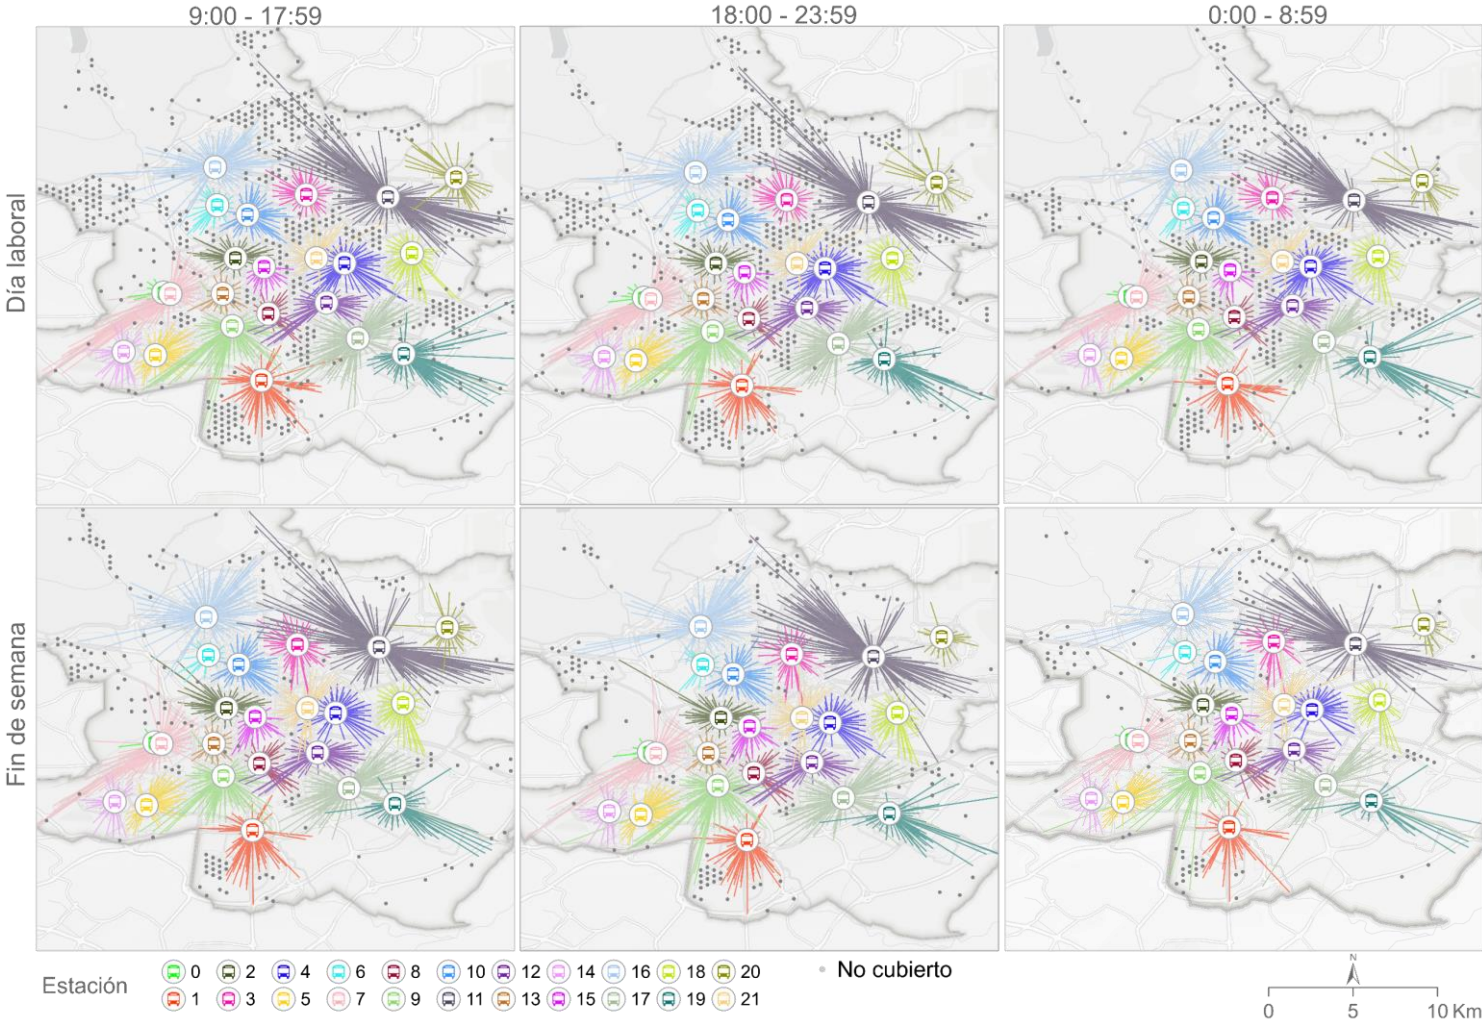 9:00 - 17:59 18:00 - 23:59 0:00 - 8:59
Día laboral
Fin de semana
Estación
0 2 4 6 8 10 12 14 16 18 20
1 3 5 7 9 11 13 15 17 19 21
No cubierto
N
0 5 10 Km